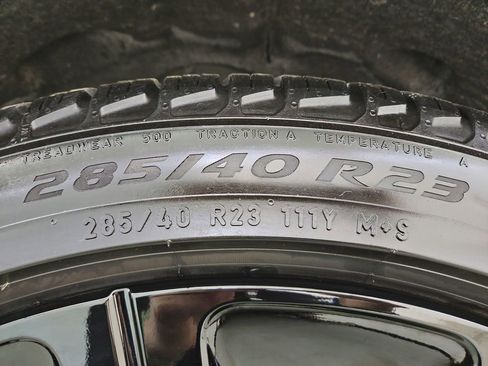 TREADWEAR 500 TRACTION A TEMPERATURE A
285/40 R23
285/40 R23 111Y M+S